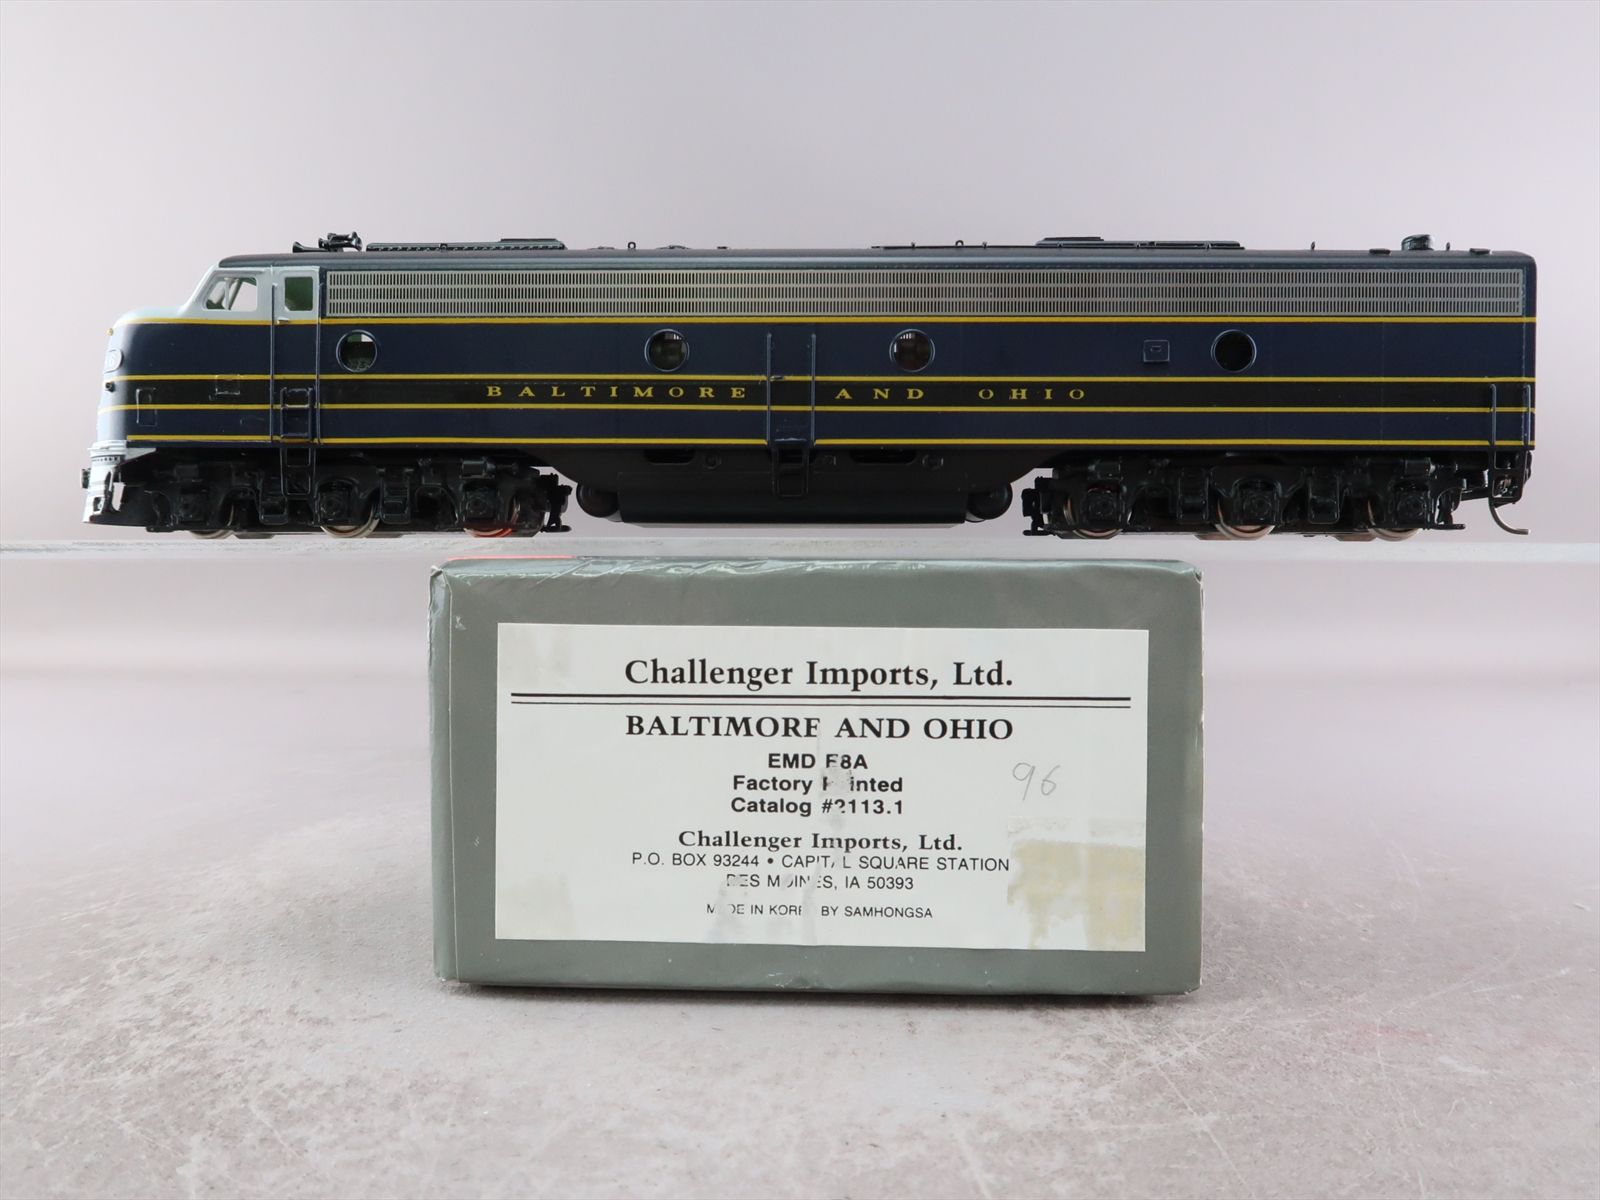 BALTIMORE AND OHIO
Challenger Imports, Ltd.
BALTIMORE AND OHIO
EMD E8A
Factory Painted
Catalog #2113.1
96
Challenger Imports, Ltd.
P.O. BOX 93244 • CAPITAL SQUARE STATION
DES MOINES, IA 50393
MADE IN KOREA BY SAMHONGSA